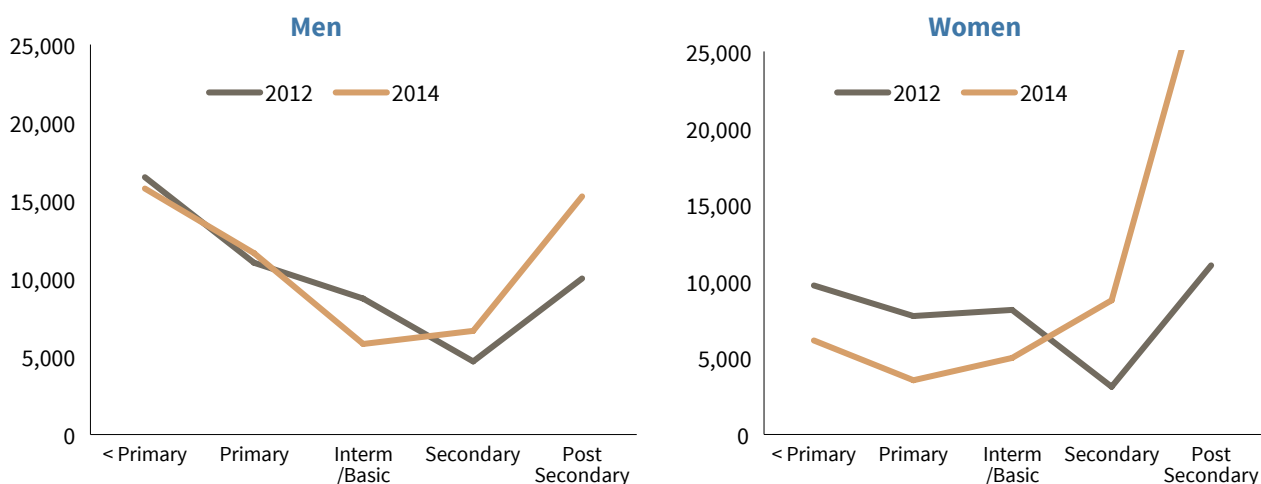 Men
25,000
20,000
15,000
10,000
5,000
0
2012
2014
< Primary
Primary
Interm
/Basic
Secondary
Post
Secondary
Women
25,000
20,000
15,000
10,000
5,000
0
2012
2014
< Primary
Primary
Interm
/Basic
Secondary
Post
Secondary